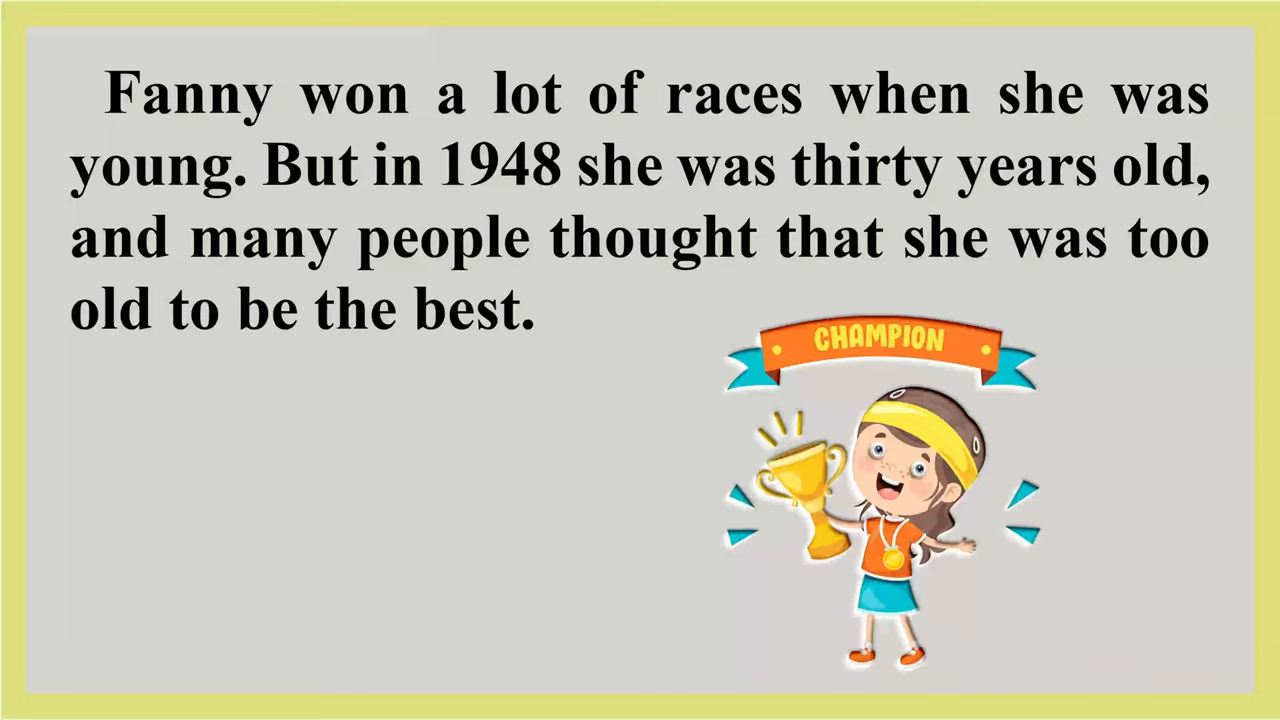 Fanny won a lot of races when she was
young. But in 1948 she was thirty years old,
and many people thought that she was too
old to be the best.
CHAMPION